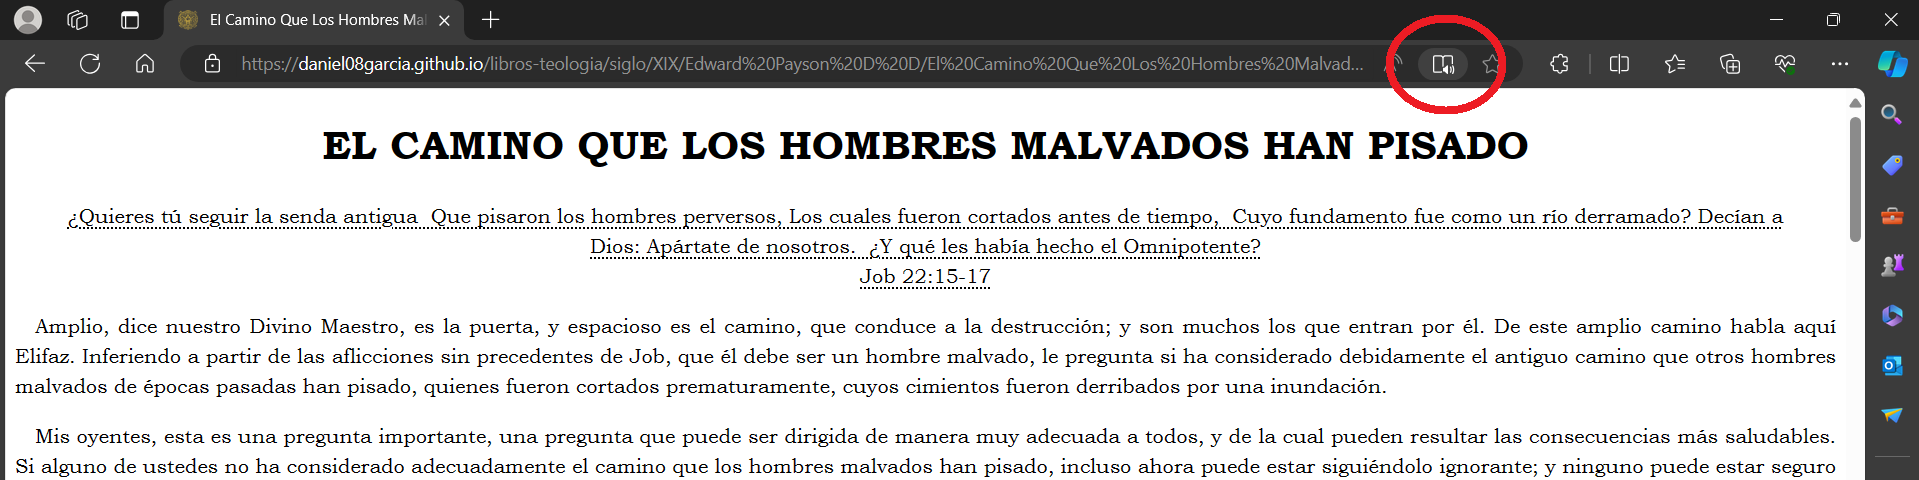 El Camino Que Los Hombres Mal
https://daniel08garcia.github.io/libros-teologia/siglo/XIX/Edward%20Payson%20D%20D/El%20Camino%20Que%20Los%20Hombres%20Malvad...
EL CAMINO QUE LOS HOMBRES MALVADOS HAN PISADO
¿Quieres tú seguir la senda antigua  Que pisaron los hombres perversos, Los cuales fueron cortados antes de tiempo,  Cuyo fundamento fue como un río derramado? Decían a
Dios: Apártate de nosotros.  ¿Y qué les había hecho el Omnipotente?
Job 22:15-17
Amplio, dice nuestro Divino Maestro, es la puerta, y espacioso es el camino, que conduce a la destrucción; y son muchos los que entran por él. De este amplio camino habla aquí
Elifaz. Inferiendo a partir de las aflicciones sin precedentes de Job, que él debe ser un hombre malvado, le pregunta si ha considerado debidamente el antiguo camino que otros hombres
malvados de épocas pasadas han pisado, quienes fueron cortados prematuramente, cuyos cimientos fueron derribados por una inundación.
Mis oyentes, esta es una pregunta importante, una pregunta que puede ser dirigida de manera muy adecuada a todos, y de la cual pueden resultar las consecuencias más saludables.
Si alguno de ustedes no ha considerado adecuadamente el camino que los hombres malvados han pisado, incluso ahora puede estar siguiéndolo ignorante; y ninguno puede estar seguro